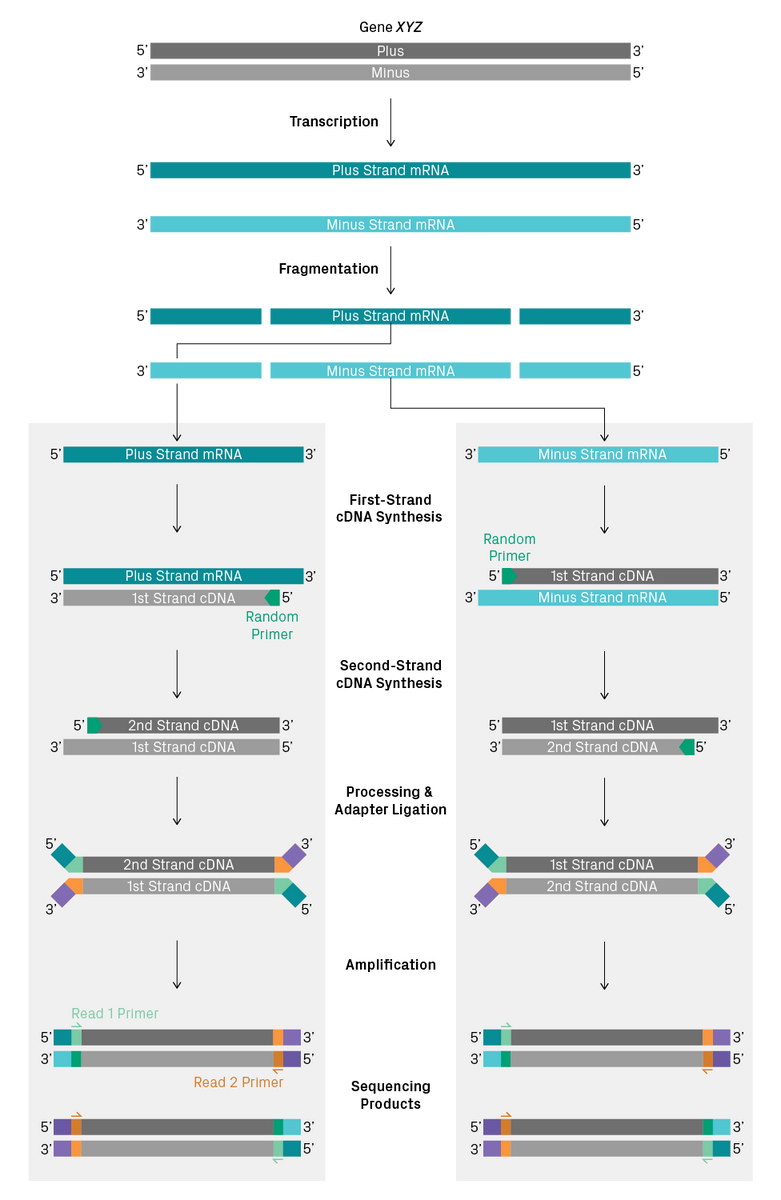 Gene XYZ
5’ Plus 3’
3’ Minus 5’
Transcription
5’ Plus Strand mRNA 3’
3’ Minus Strand mRNA 5’
Fragmentation
5’ Plus Strand mRNA 3’
3’ Minus Strand mRNA 5’
5’ Plus Strand mRNA 3’
3’ Minus Strand mRNA 5’
First-Strand
cDNA Synthesis
5’ Plus Strand mRNA 3’
3’ 1st Strand cDNA 5’
Random
Primer
Random
Primer
5’ 1st Strand cDNA 3’
3’ Minus Strand mRNA 5’
Second-Strand
cDNA Synthesis
5’ 2nd Strand cDNA 3’
3’ 1st Strand cDNA 5’
5’ 1st Strand cDNA 3’
3’ 2nd Strand cDNA 5’
Processing &
Adapter Ligation
5’ 3’
2nd Strand cDNA
1st Strand cDNA
3’ 5’
5’ 3’
1st Strand cDNA
2nd Strand cDNA
3’ 5’
Amplification
Read 1 Primer
5’ 3’
3’ 5’
Read 2 Primer
5’ 3’
3’ 5’
Sequencing
Products
5’ 3’
3’ 5’
5’ 3’
3’ 5’